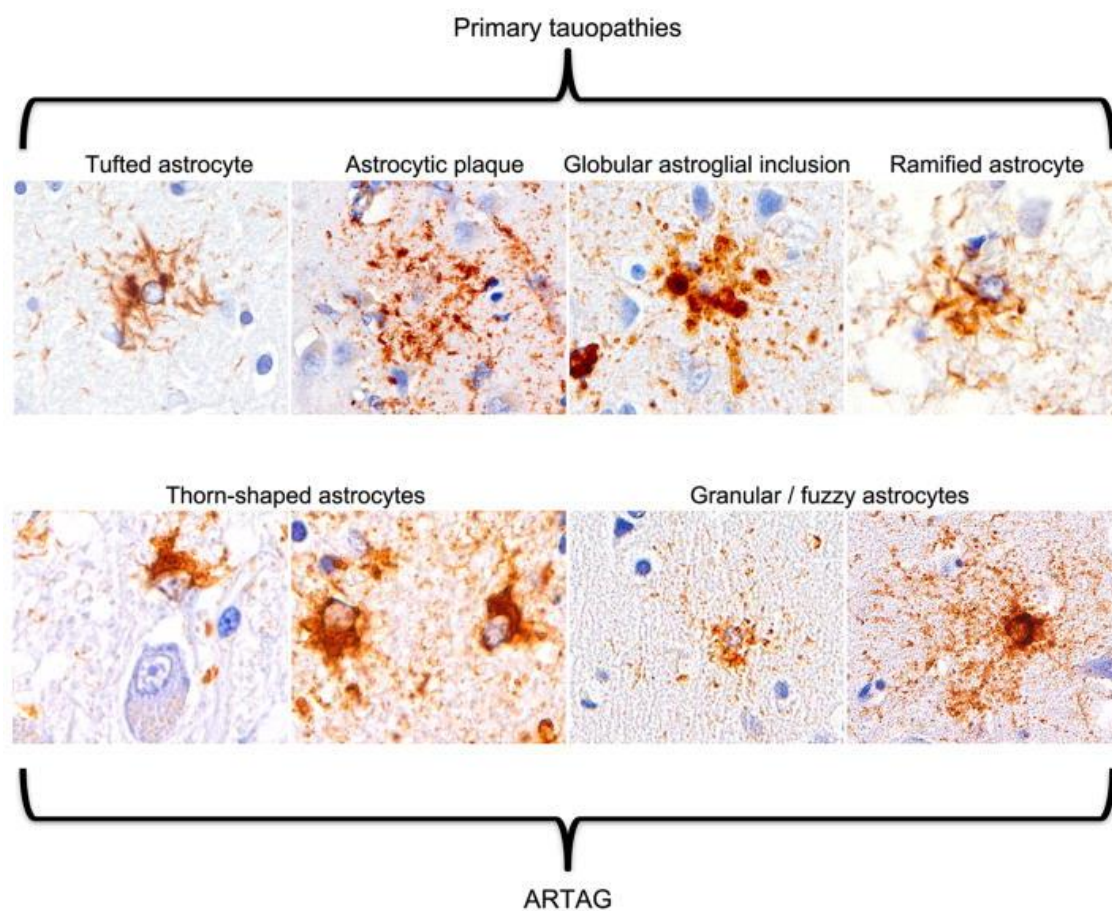 Primary tauopathies
Tufted astrocyte
Astrocytic plaque
Globular astroglial inclusion
Ramified astrocyte
Thorn-shaped astrocytes
Granular / fuzzy astrocytes
ARTAG